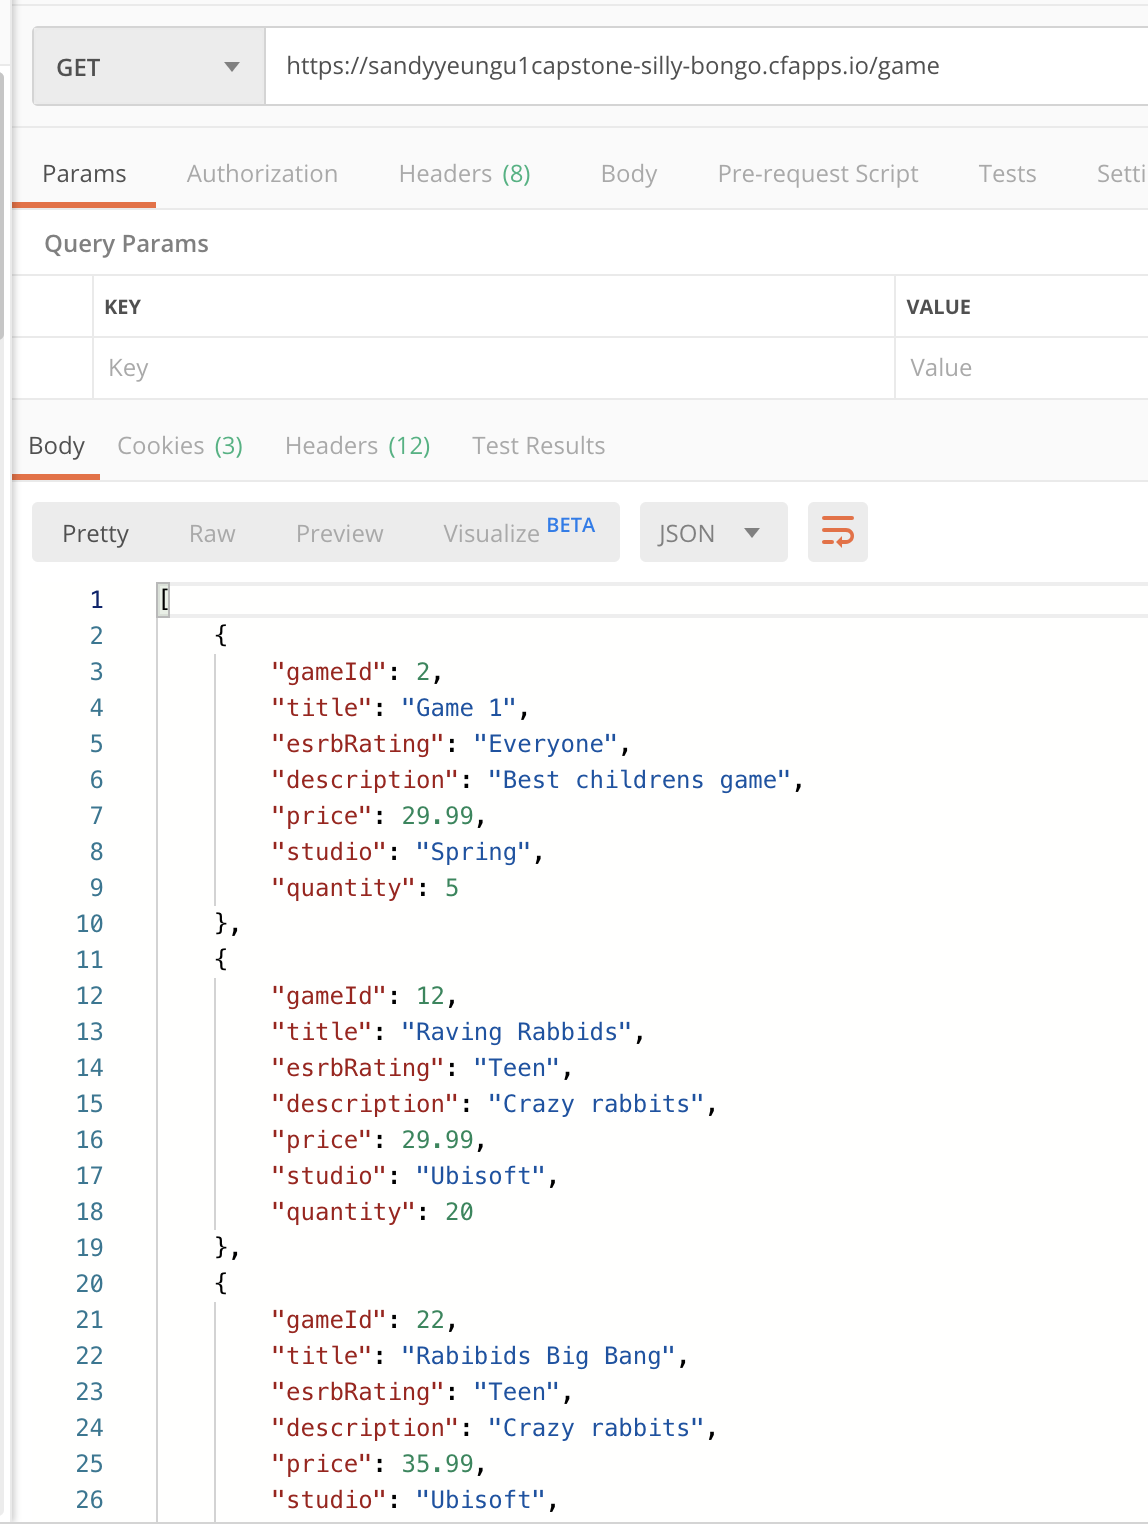 GET https://sandyyeungu1capstone-silly-bongo.cfapps.io/game
Params Authorization Headers (8) Body Pre-request Script Tests Setti
Query Params
KEY VALUE
Key Value
Body Cookies (3) Headers (12) Test Results
Pretty Raw Preview Visualize BETA JSON
1 [
2 {
3 "gameId": 2,
4 "title": "Game 1",
5 "esrbRating": "Everyone",
6 "description": "Best childrens game",
7 "price": 29.99,
8 "studio": "Spring",
9 "quantity": 5
10 },
11 {
12 "gameId": 12,
13 "title": "Raving Rabbids",
14 "esrbRating": "Teen",
15 "description": "Crazy rabbits",
16 "price": 29.99,
17 "studio": "Ubisoft",
18 "quantity": 20
19 },
20 {
21 "gameId": 22,
22 "title": "Rabibids Big Bang",
23 "esrbRating": "Teen",
24 "description": "Crazy rabbits",
25 "price": 35.99,
26 "studio": "Ubisoft",